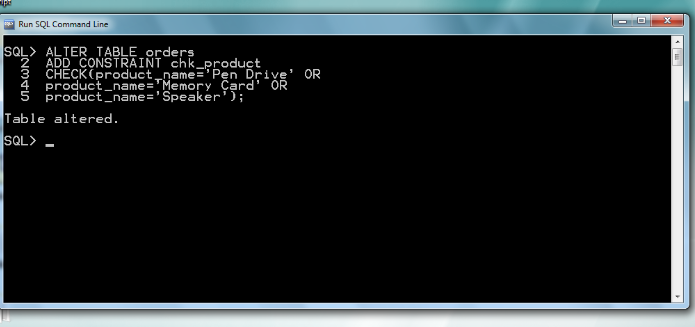 ipt
Run SQL Command Line
SQL> ALTER TABLE orders
2 ADD CONSTRAINT chk_product
3 CHECK(product_name='Pen Drive' OR
4 product_name='Memory Card' OR
5 product_name='Speaker');
Table altered.
SQL> _